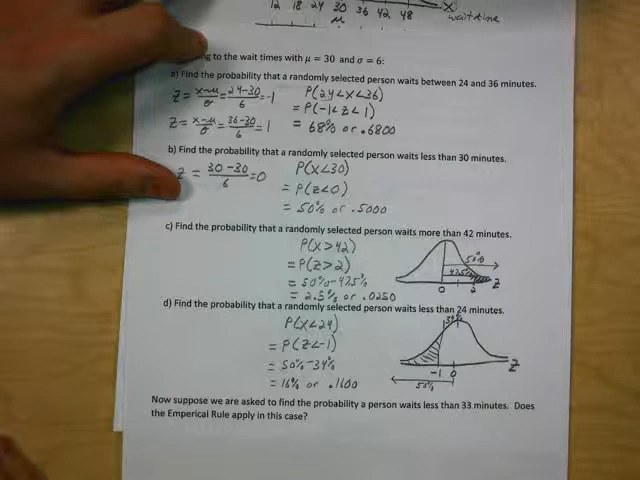 12 18 24 30 36 42 48 X
μ wait time
to the wait times with μ = 30 and σ = 6:
a) Find the probability that a randomly selected person waits between 24 and 36 minutes.
z = x-μ/σ = 24-30/6 = -1 P(24<x<36)
= P(-1<z<1)
z = x-μ/σ = 36-30/6 = 1 = 68% or .6800
b) Find the probability that a randomly selected person waits less than 30 minutes.
z = 30-30/6 = 0 P(x<30)
= P(z<0)
= 50% or .5000
c) Find the probability that a randomly selected person waits more than 42 minutes.
P(x>42) 50%
= P(z>2) 47.5%
= 50%-47.5% 0 2 z
= 2.5% or .0250
d) Find the probability that a randomly selected person waits less than 24 minutes.
P(x<24) 34%
= P(z<-1)
= 50%-34%
= 16% or .1600 -1 0 z
50%
Now suppose we are asked to find the probability a person waits less than 33 minutes. Does
the Emperical Rule apply in this case?